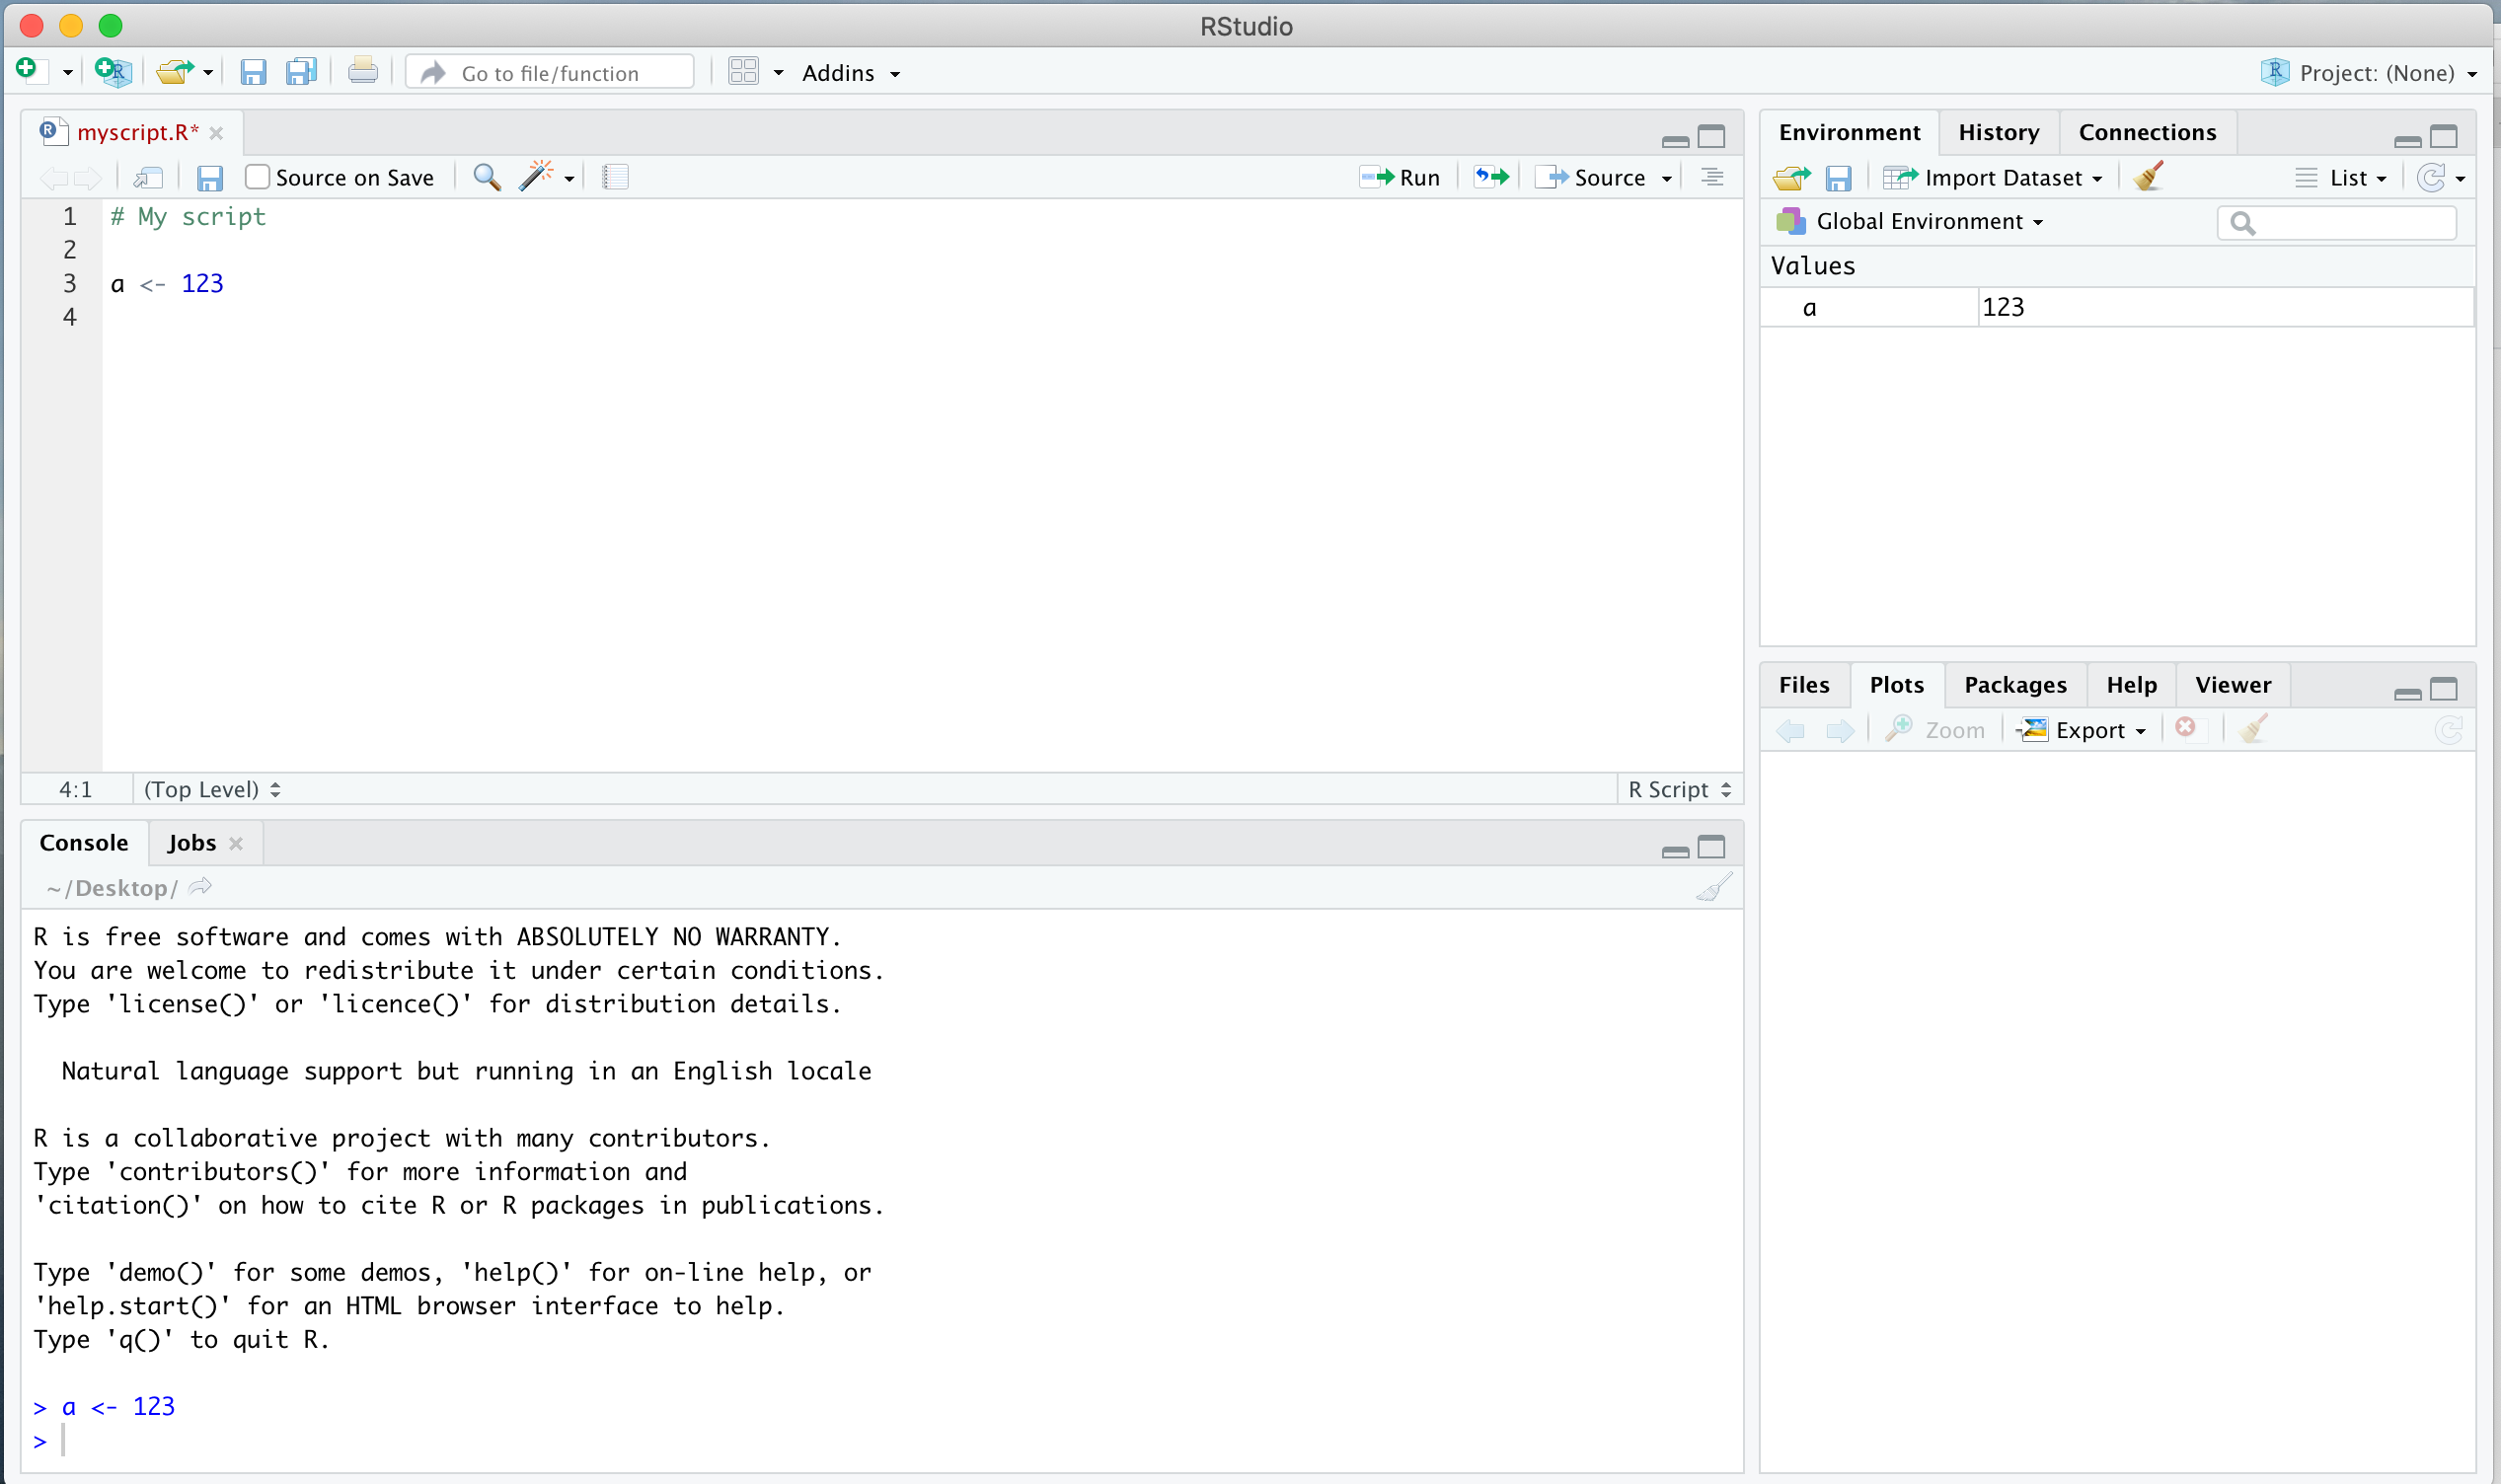 RStudio
Go to file/function
Addins
Project: (None)
myscript.R*
Source on Save
Run
Source
1 # My script
2
3 a <- 123
4
4:1 (Top Level) R Script
Console Jobs
~/Desktop/
R is free software and comes with ABSOLUTELY NO WARRANTY.
You are welcome to redistribute it under certain conditions.
Type 'license()' or 'licence()' for distribution details.
Natural language support but running in an English locale
R is a collaborative project with many contributors.
Type 'contributors()' for more information and
'citation()' on how to cite R or R packages in publications.
Type 'demo()' for some demos, 'help()' for on-line help, or
'help.start()' for an HTML browser interface to help.
Type 'q()' to quit R.
> a <- 123
>
Environment History Connections
Import Dataset List
Global Environment
Values
a 123
Files Plots Packages Help Viewer
Zoom Export